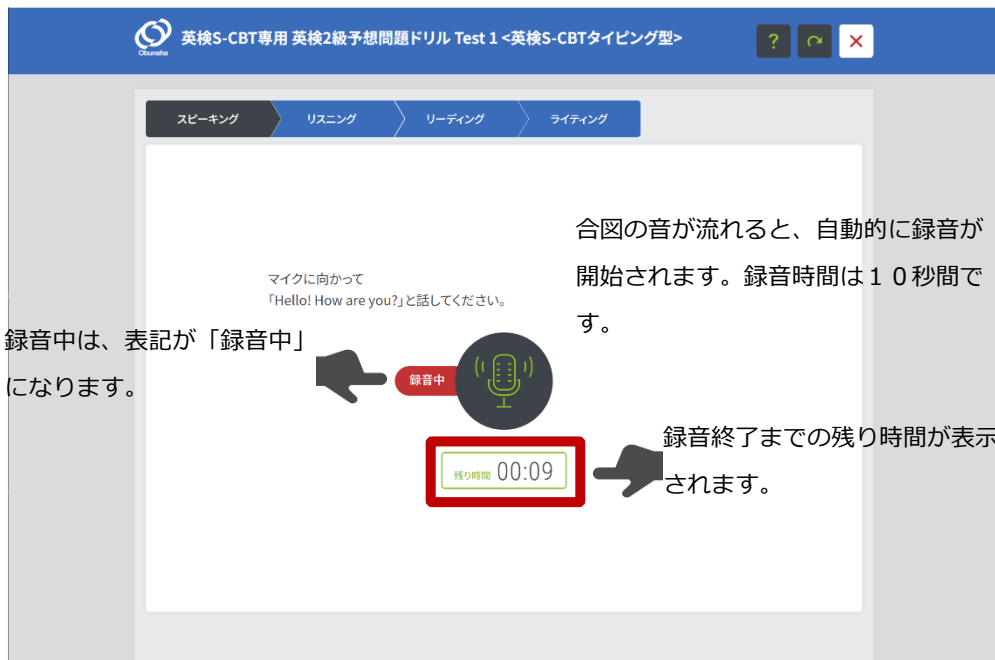 Obunsha
英検S-CBT専用 英検2級予想問題ドリル Test 1 <英検S-CBTタイピング型>
?
スピーキング
リスニング
リーディング
ライティング
合図の音が流れると、自動的に録音が
開始されます。録音時間は10秒間で
す。
マイクに向かって
「Hello! How are you?」と話してください。
録音中は、表記が「録音中」
になります。
録音中
録音終了までの残り時間が表示
されます。
残り時間 00:09